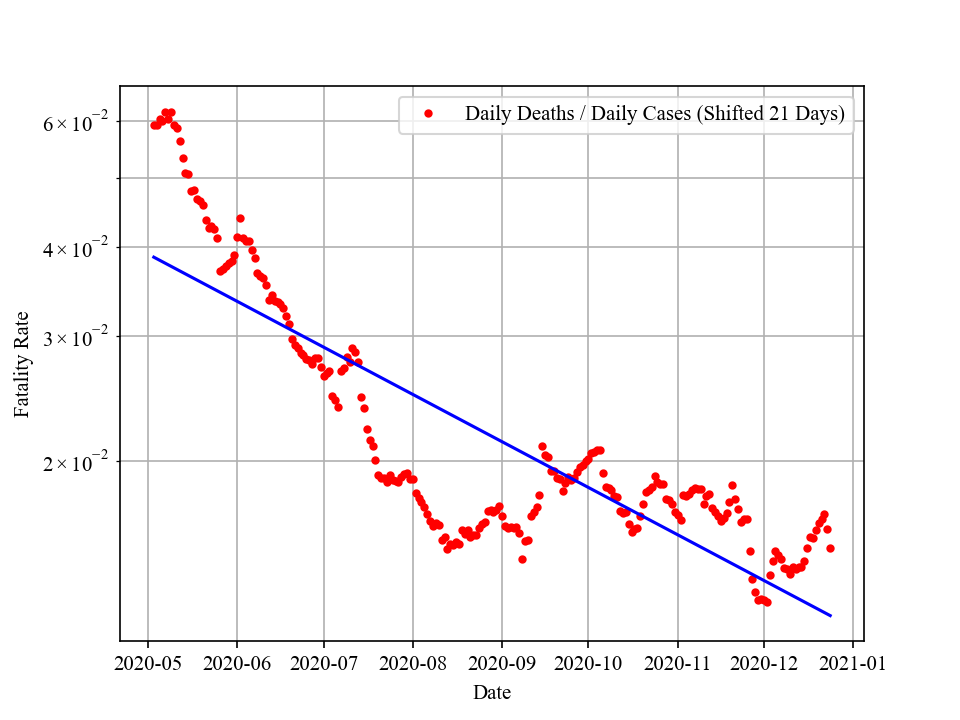 Daily Deaths / Daily Cases (Shifted 21 Days)
6 × 10⁻²
4 × 10⁻²
3 × 10⁻²
2 × 10⁻²
Fatality Rate
2020-05 2020-06 2020-07 2020-08 2020-09 2020-10 2020-11 2020-12 2021-01
Date